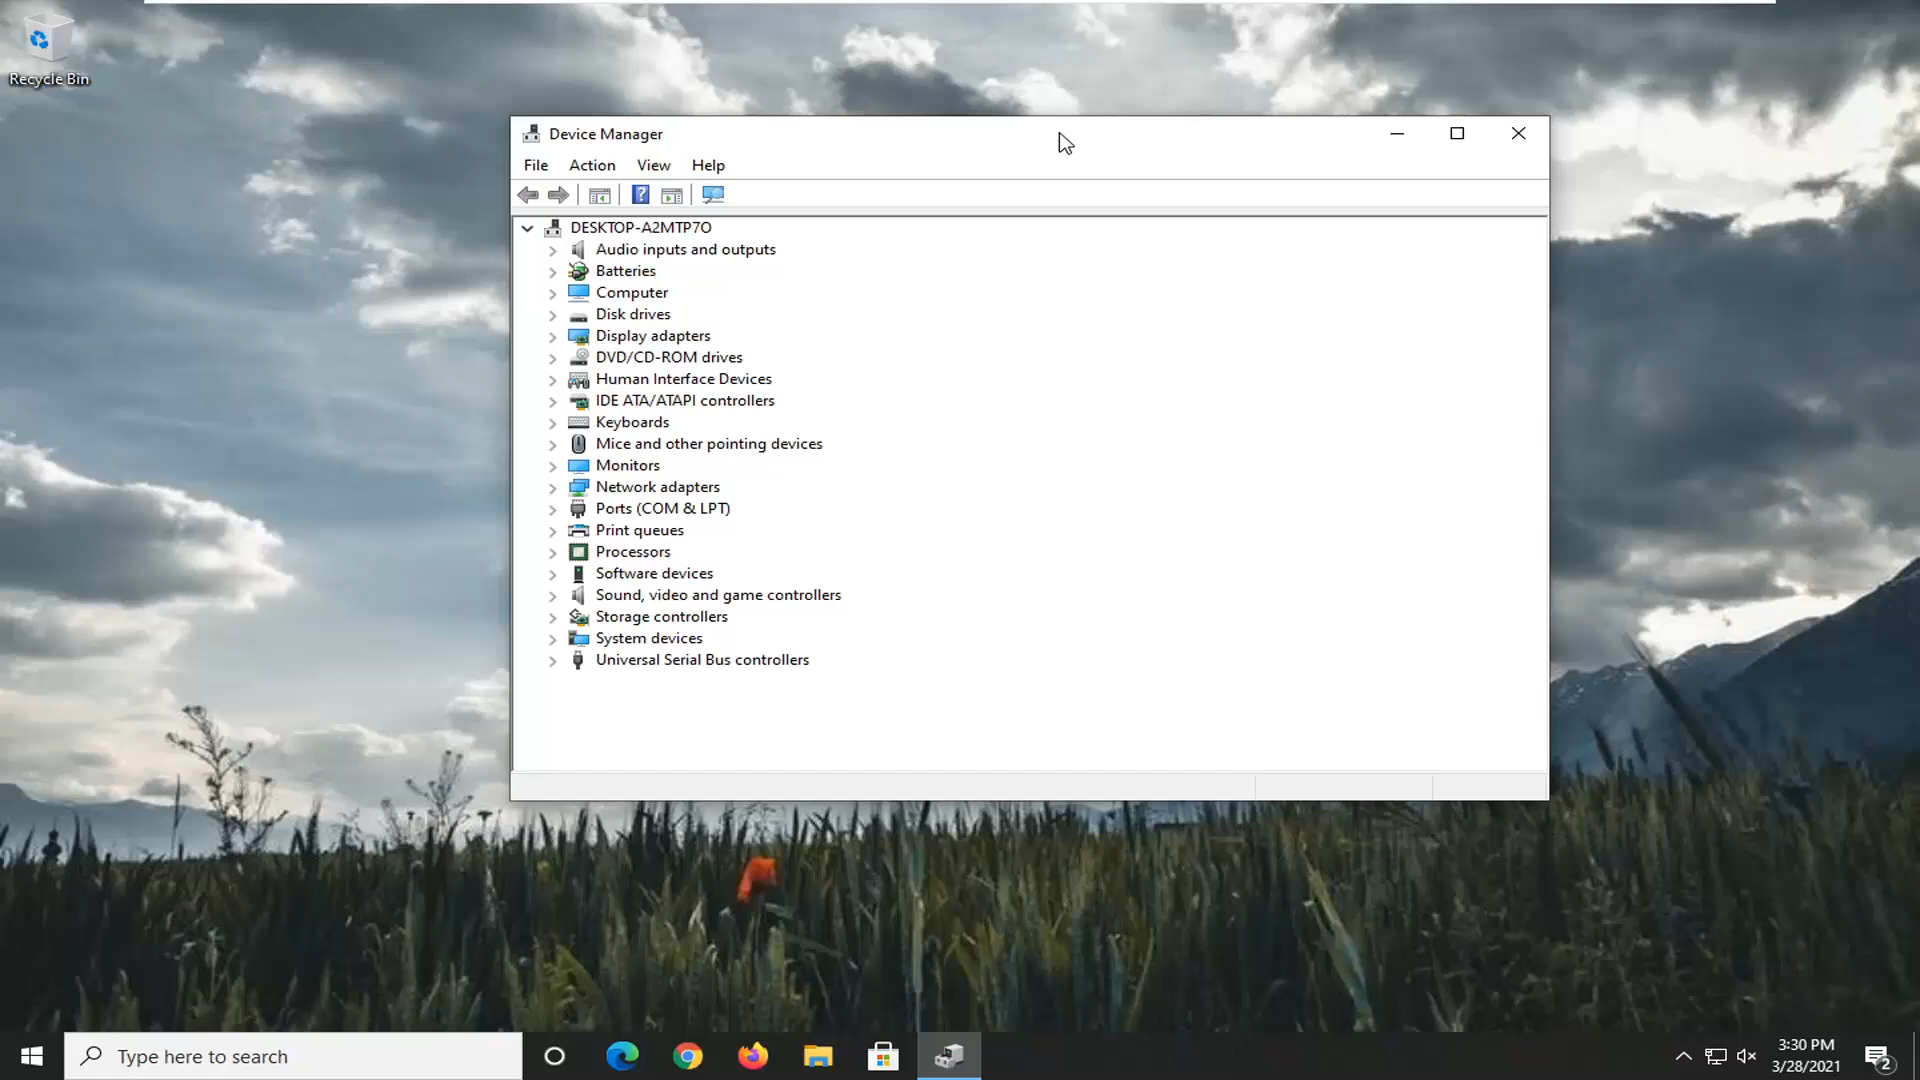 Recycle Bin
Device Manager
File Action View Help
DESKTOP-A2MTP7O
Audio inputs and outputs
Batteries
Computer
Disk drives
Display adapters
DVD/CD-ROM drives
Human Interface Devices
IDE ATA/ATAPI controllers
Keyboards
Mice and other pointing devices
Monitors
Network adapters
Ports (COM & LPT)
Print queues
Processors
Software devices
Sound, video and game controllers
Storage controllers
System devices
Universal Serial Bus controllers
Type here to search
3:30 PM
3/28/2021
2